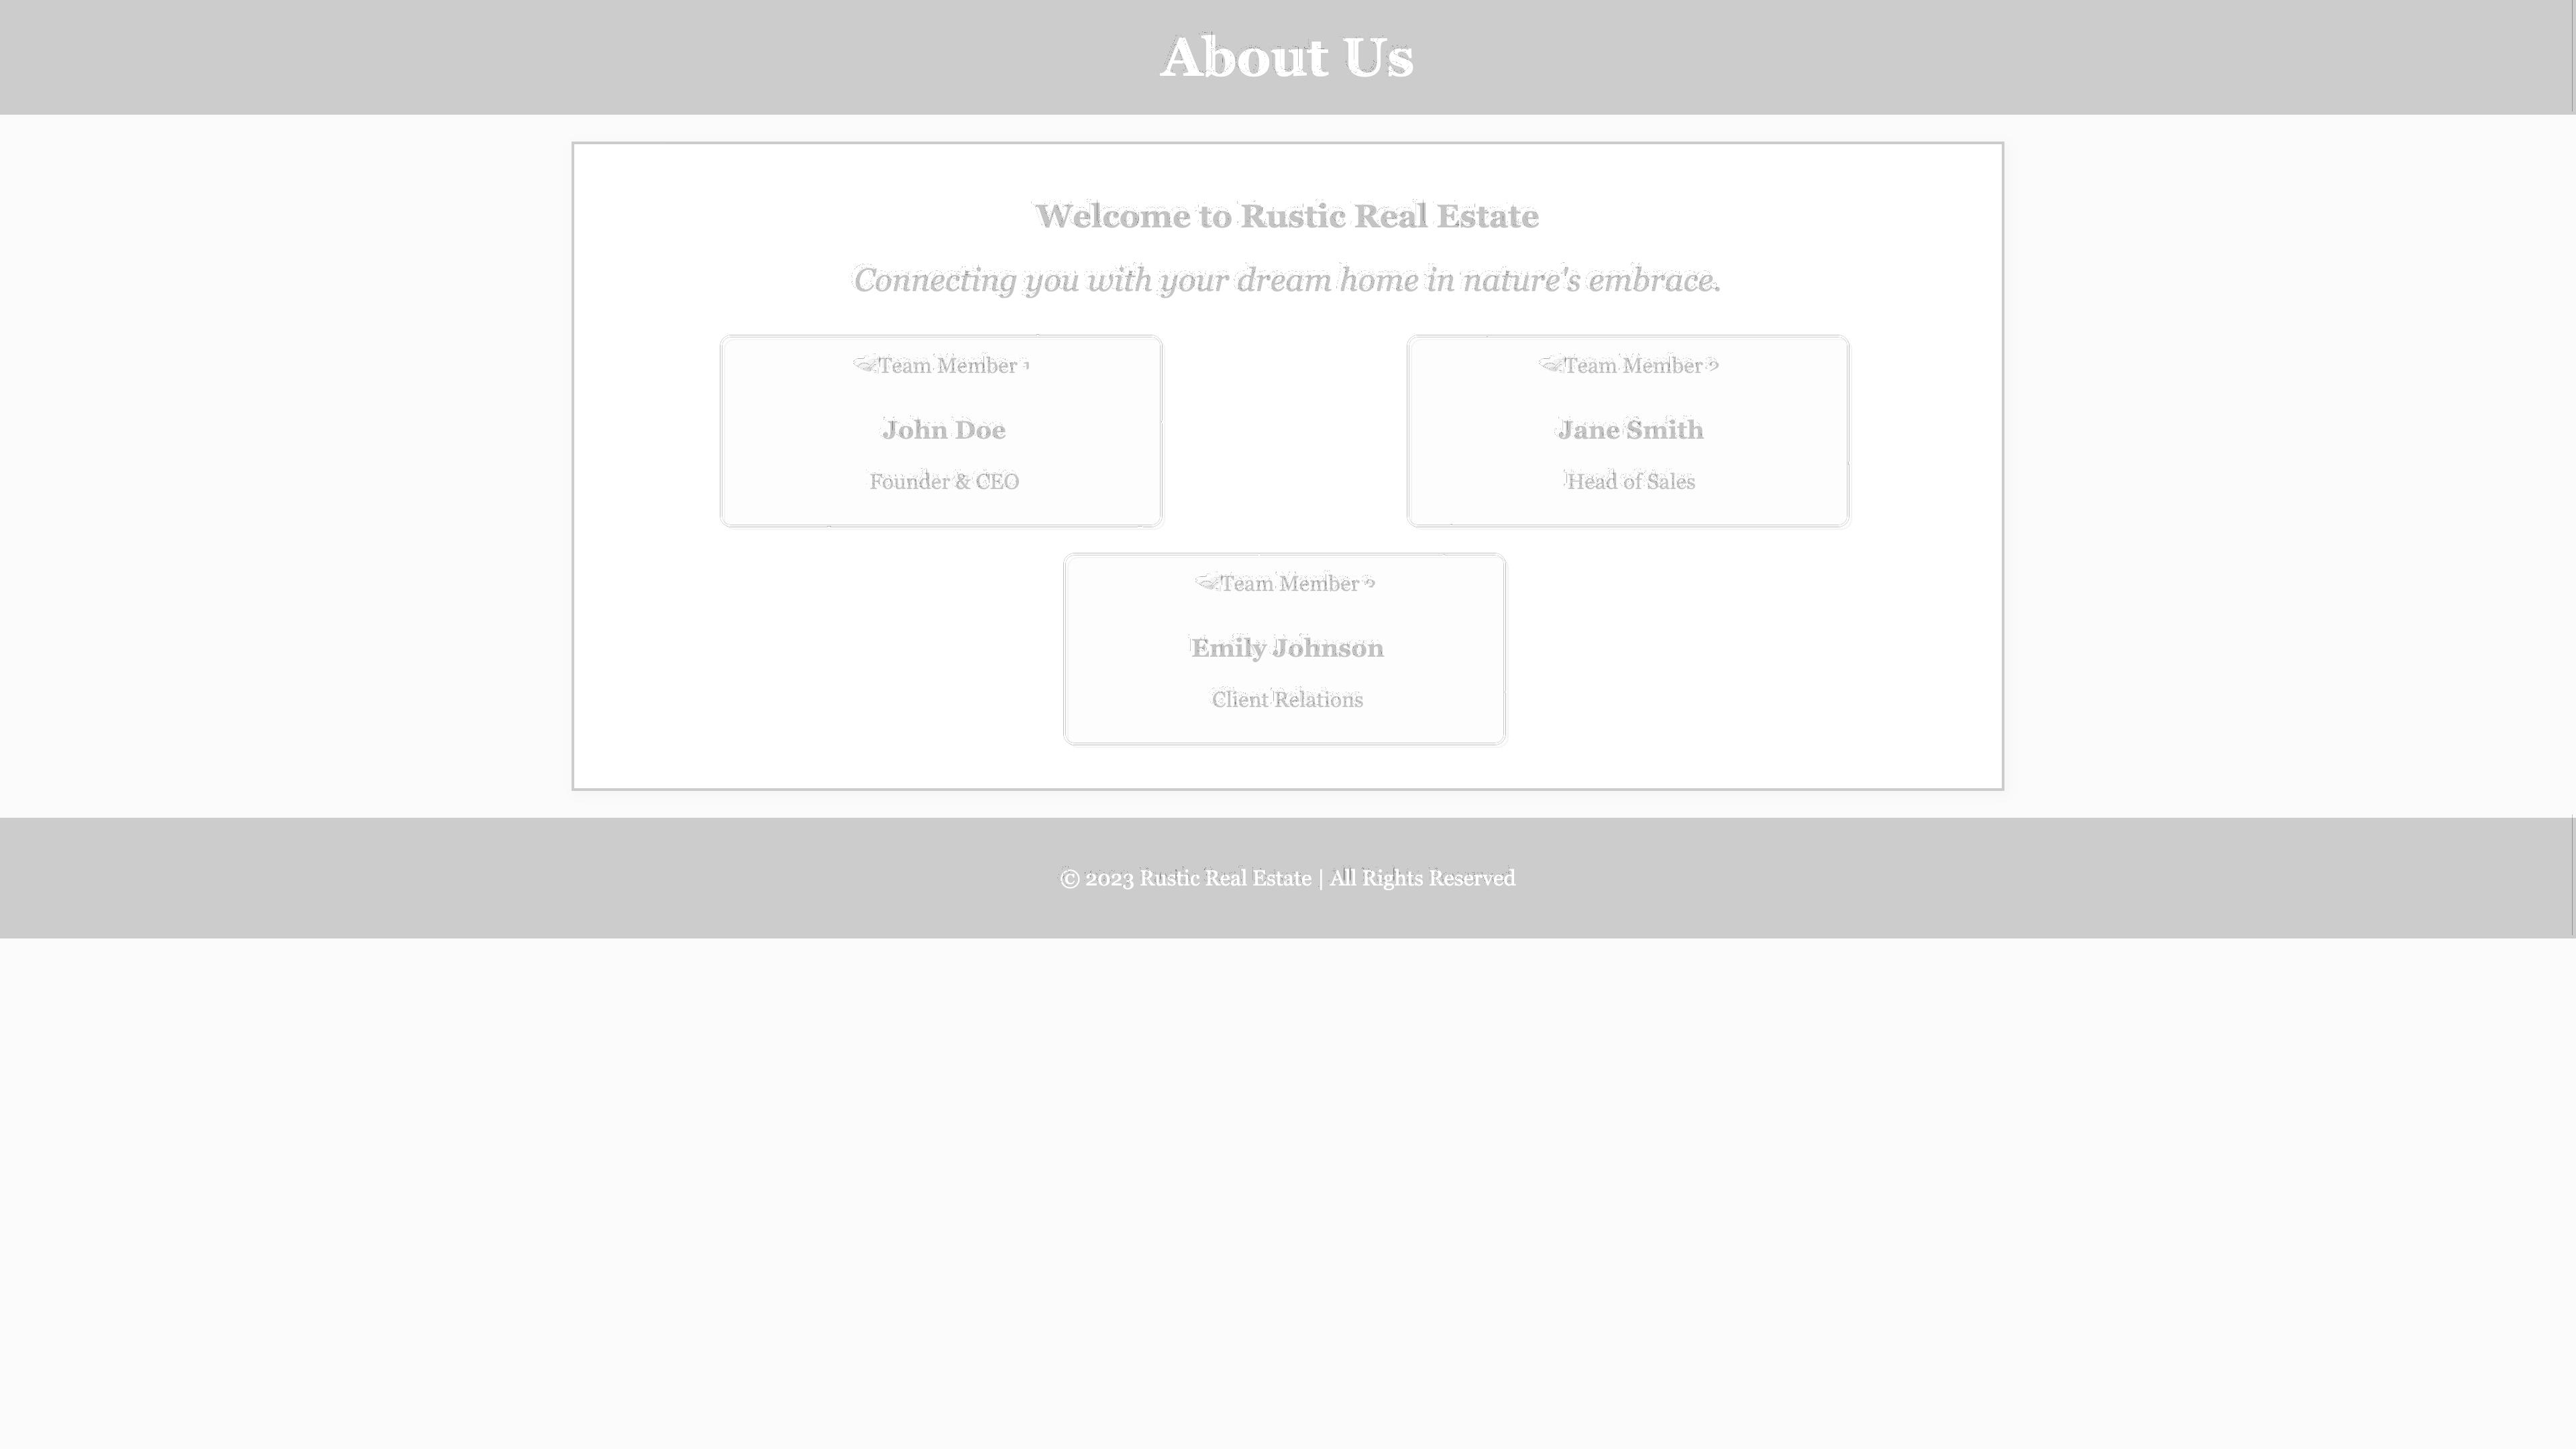 About Us
Welcome to Rustic Real Estate
Connecting you with your dream home in nature's embrace.
Team Member 1
John Doe
Founder & CEO
Team Member 2
Jane Smith
Head of Sales
Team Member 3
Emily Johnson
Client Relations
© 2023 Rustic Real Estate | All Rights Reserved